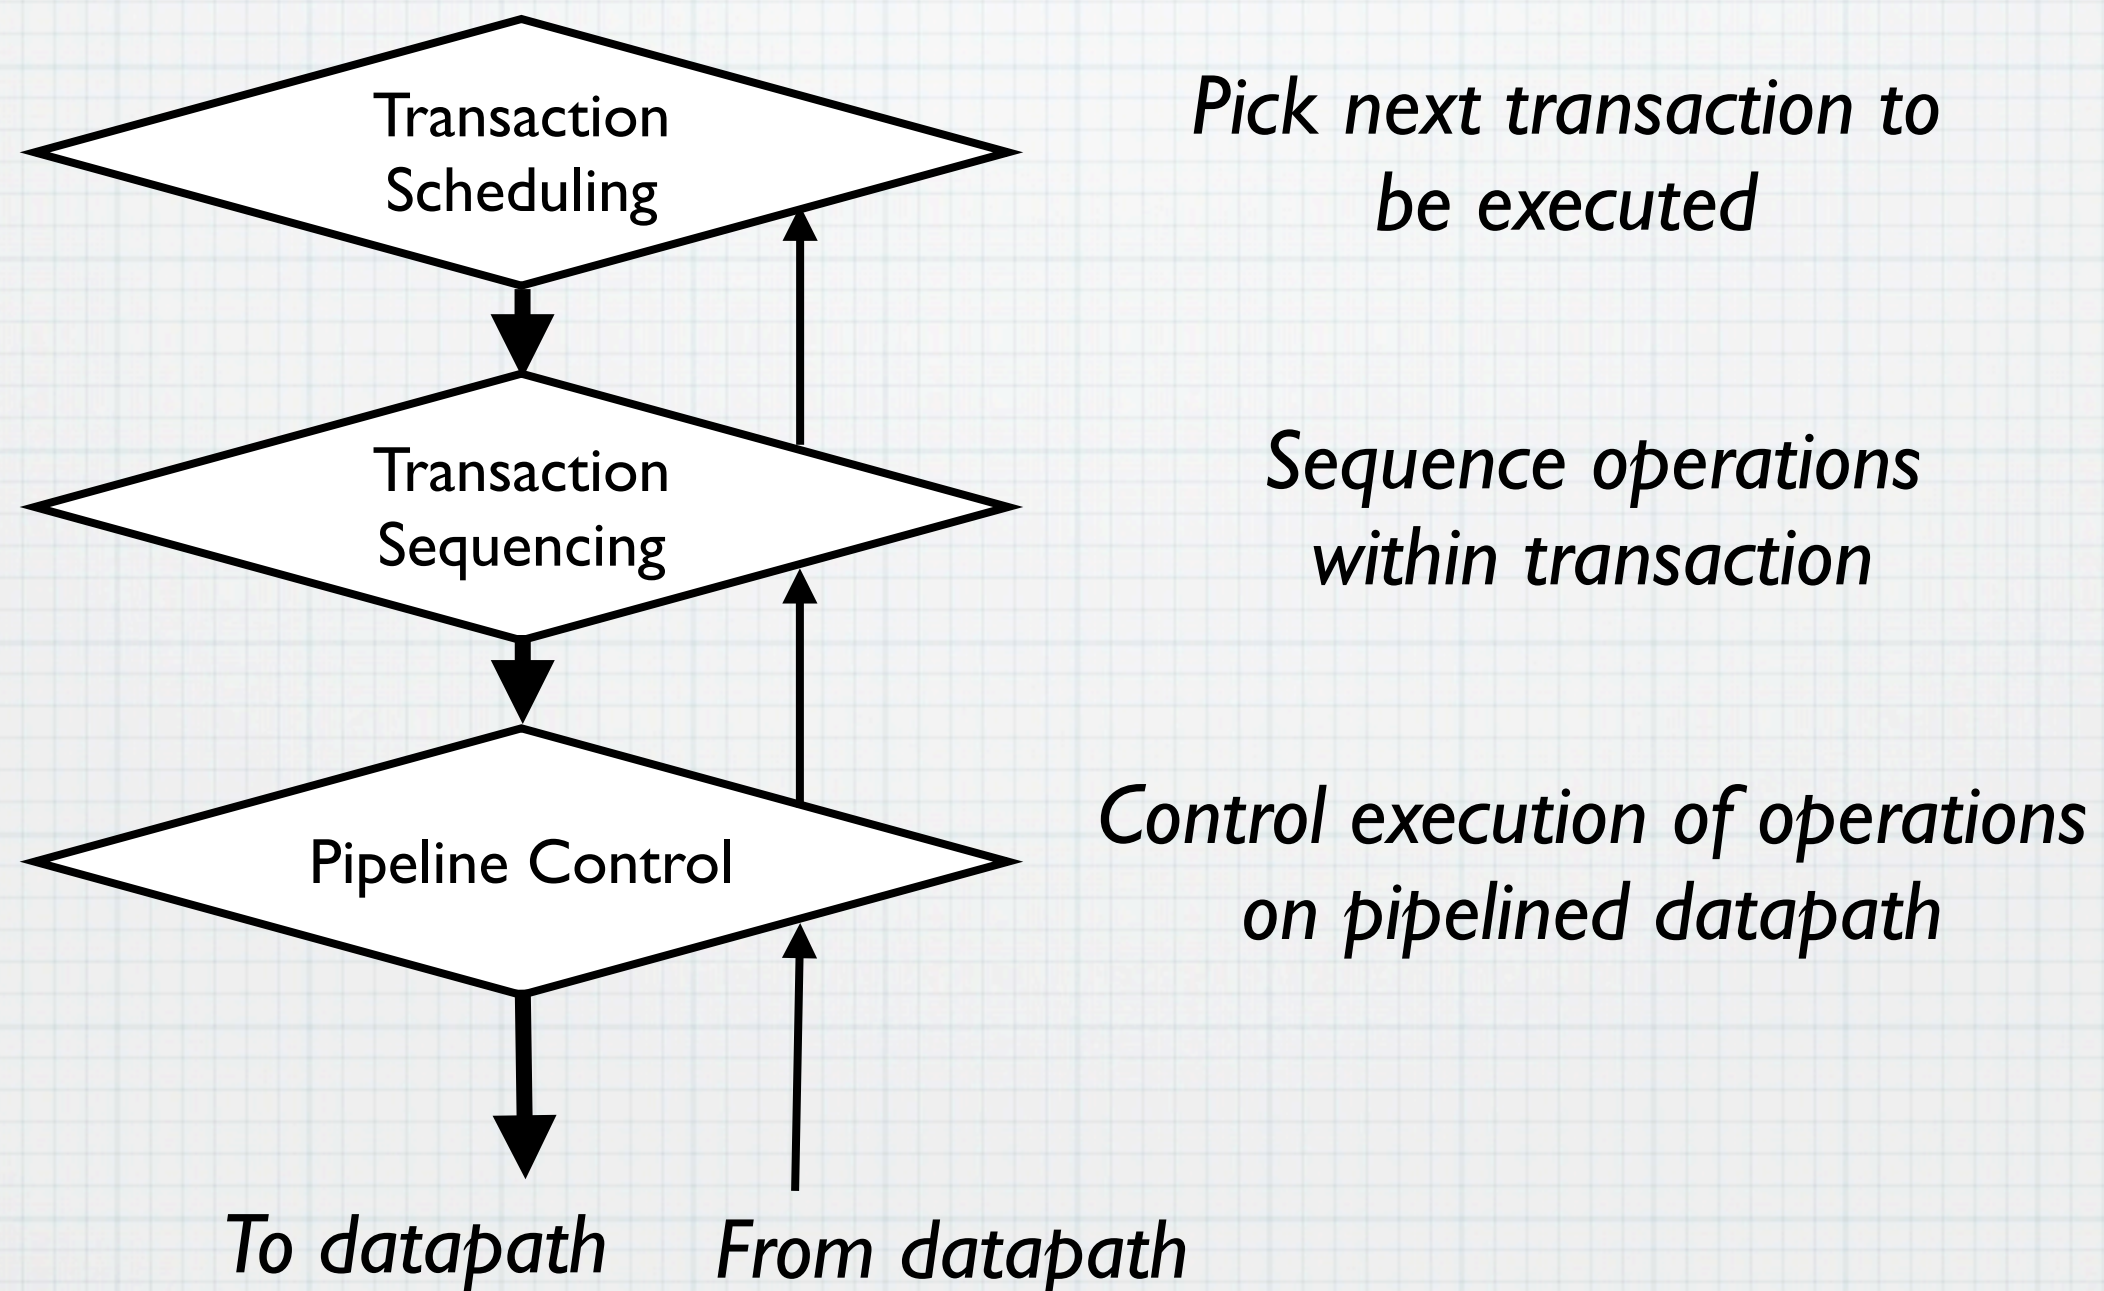 Transaction
Scheduling
Pick next transaction to
be executed
Transaction
Sequencing
Sequence operations
within transaction
Pipeline Control
Control execution of operations
on pipelined datapath
To datapath
From datapath